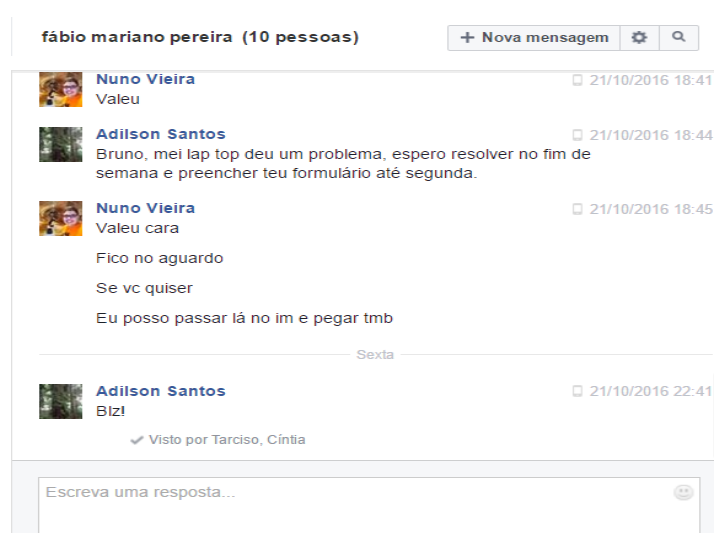 fábio mariano pereira (10 pessoas)
+ Nova mensagem
Nuno Vieira
21/10/2016 18:41
Valeu
Adilson Santos
21/10/2016 18:44
Bruno, mei lap top deu um problema, espero resolver no fim de
semana e preencher teu formulário até segunda.
Nuno Vieira
21/10/2016 18:45
Valeu cara
Fico no aguardo
Se vc quiser
Eu posso passar lá no im e pegar tmb
Sexta
Adilson Santos
21/10/2016 22:41
Blz!
Visto por Tarciso, Cíntia
Escreva uma resposta...